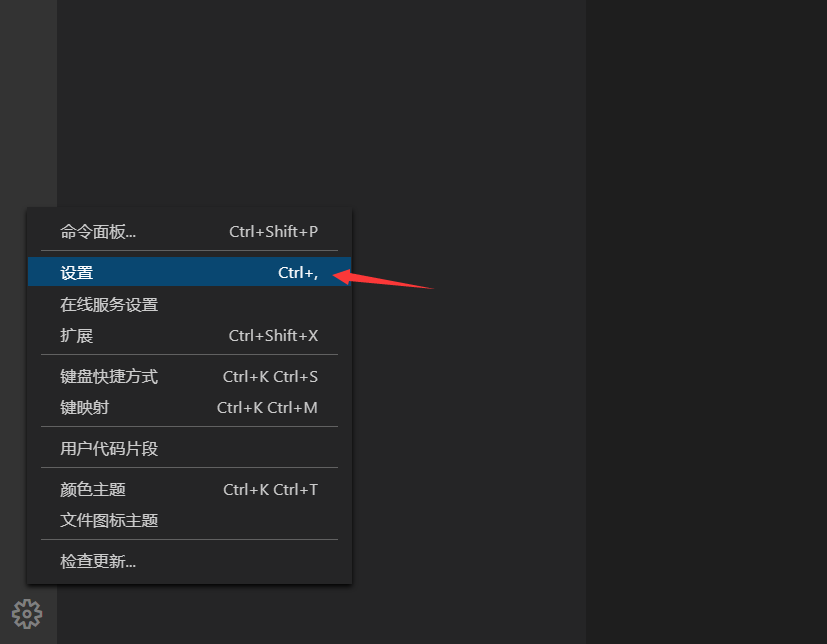 命令面板... Ctrl+Shift+P
设置 Ctrl+,
在线服务设置
扩展 Ctrl+Shift+X
键盘快捷方式 Ctrl+K Ctrl+S
键映射 Ctrl+K Ctrl+M
用户代码片段
颜色主题 Ctrl+K Ctrl+T
文件图标主题
检查更新...